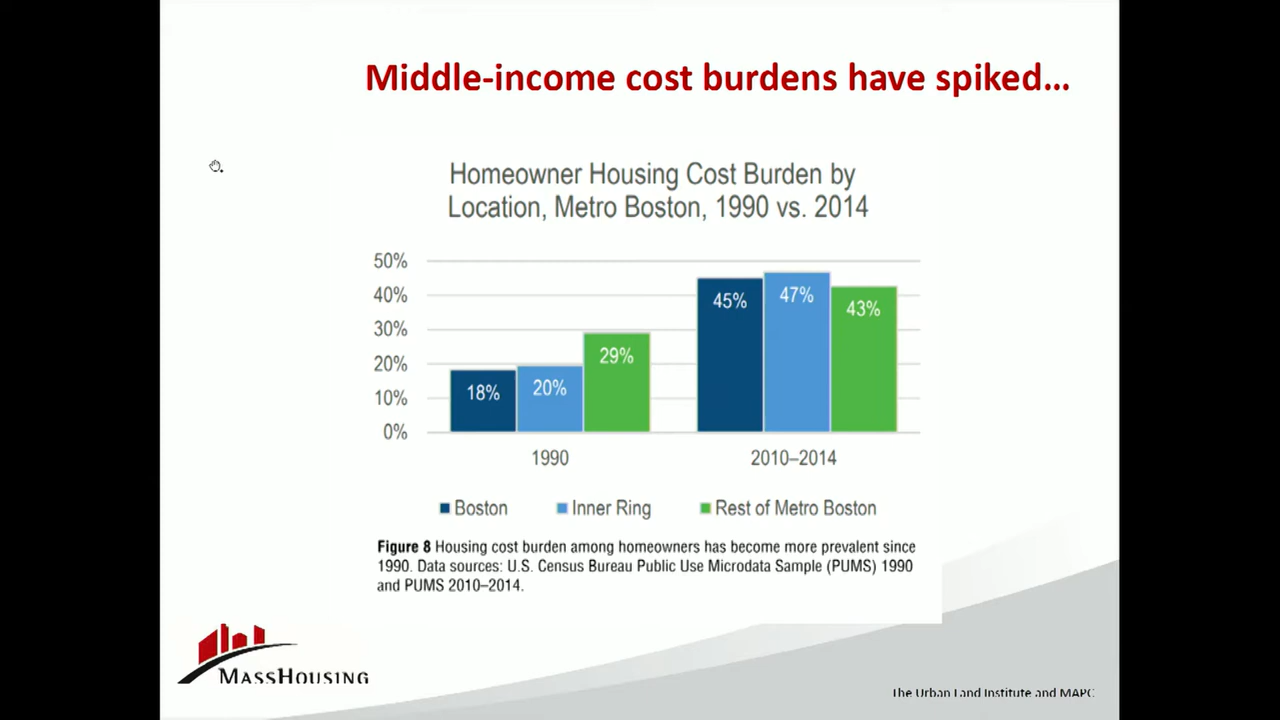 Middle-income cost burdens have spiked…
Homeowner Housing Cost Burden by
Location, Metro Boston, 1990 vs. 2014
50%
40%
30%
20%
10%
0%
18%
20%
29%
45%
47%
43%
1990
2010–2014
Boston
Inner Ring
Rest of Metro Boston
Figure 8 Housing cost burden among homeowners has become more prevalent since
1990. Data sources: U.S. Census Bureau Public Use Microdata Sample (PUMS) 1990
and PUMS 2010–2014.
MASSHOUSING
The Urban Land Institute and MAPC